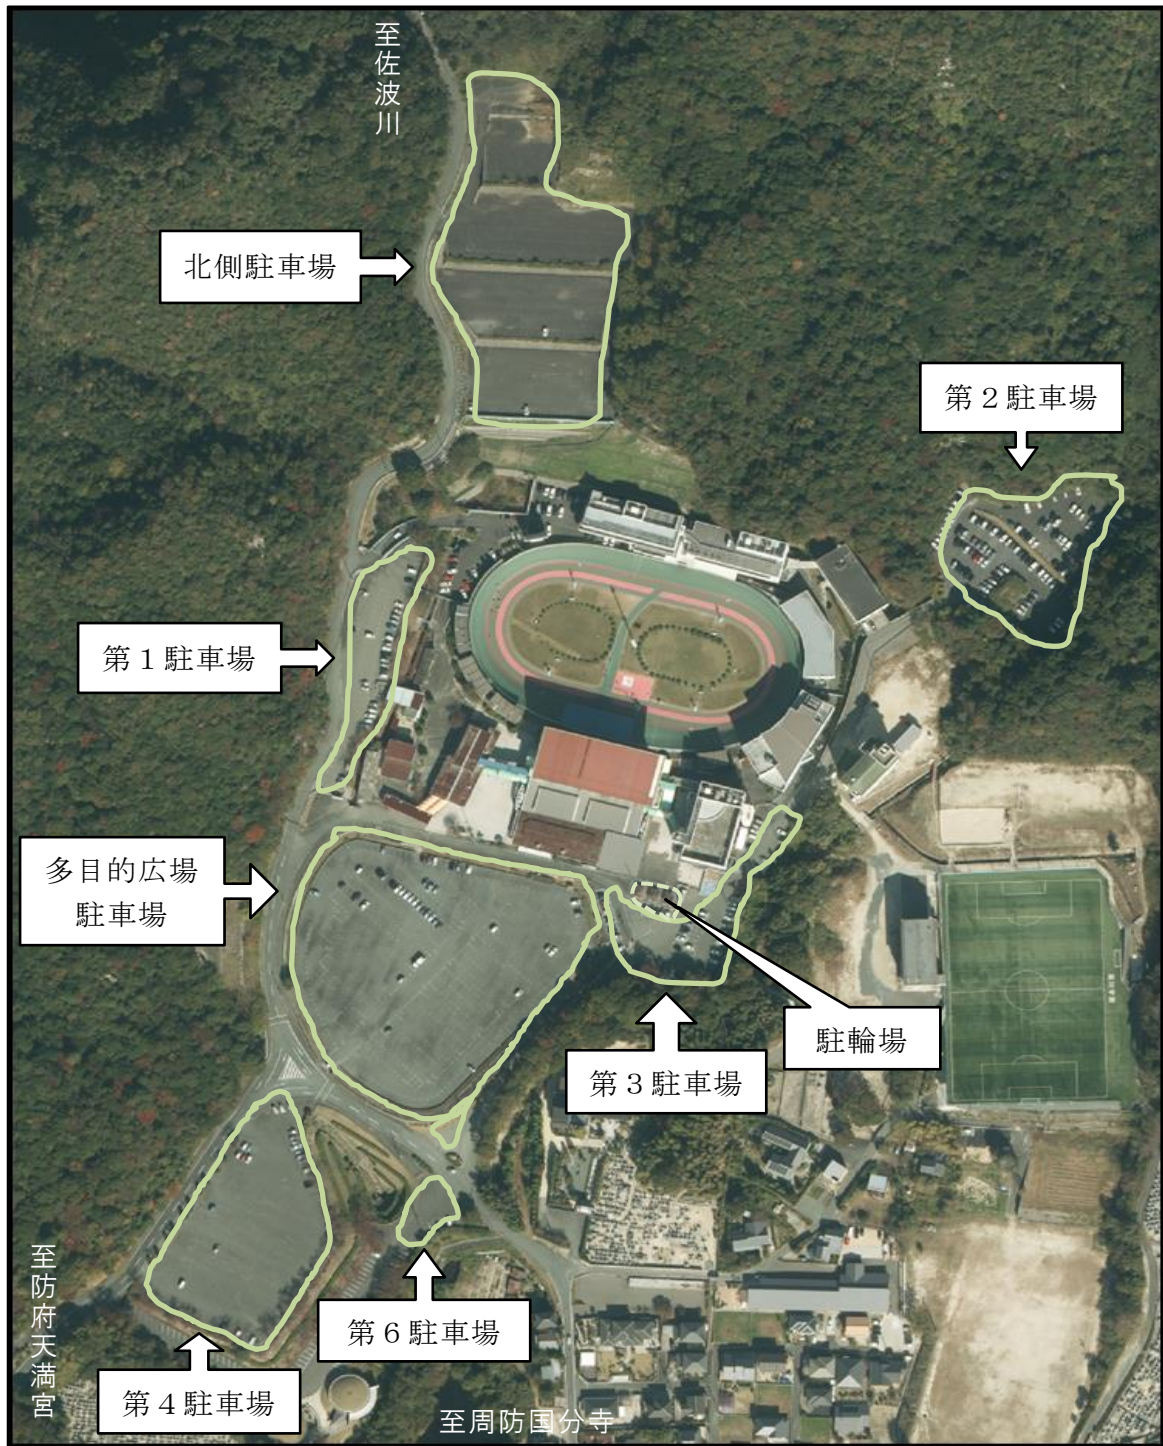 至佐波川
北側駐車場
第２駐車場
第１駐車場
多目的広場
駐車場
駐輪場
第３駐車場
第６駐車場
第４駐車場
至防府天満宮
至周防国分寺